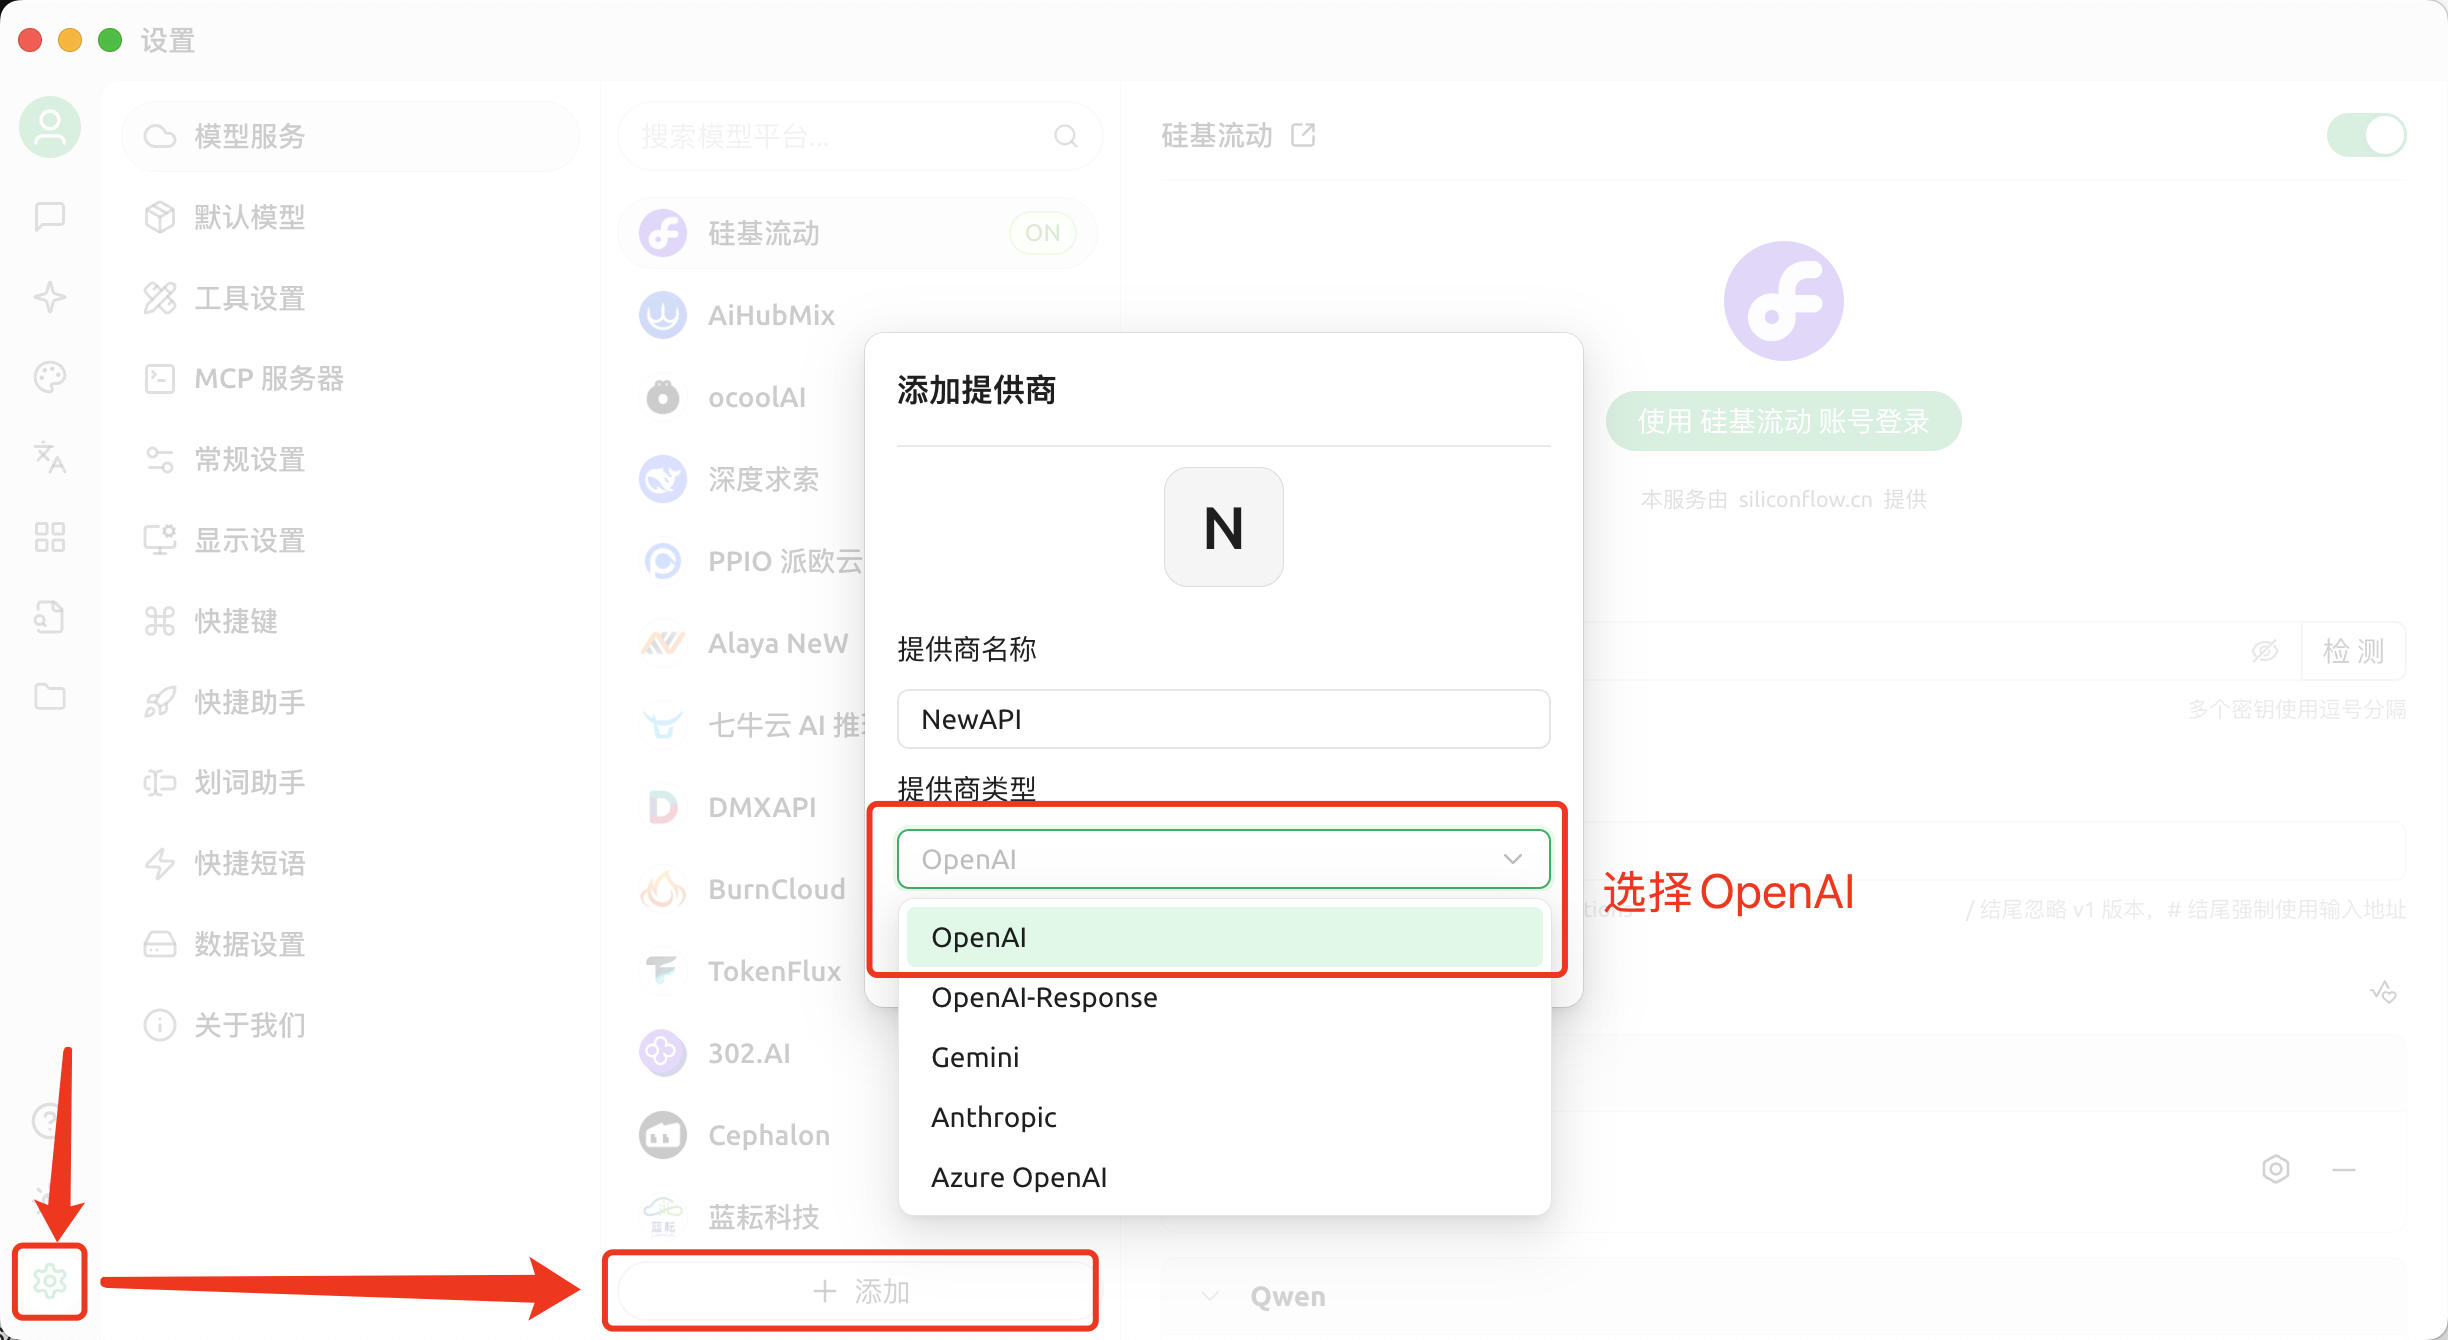 设置
模型服务
默认模型
工具设置
MCP 服务器
常规设置
显示设置
快捷键
快捷助手
划词助手
快捷短语
数据设置
关于我们
搜索模型平台...
硅基流动
ON
AiHubMix
ocoolAI
深度求索
PPIO 派欧云
Alaya NeW
七牛云 AI 推
DMXAPI
BurnCloud
TokenFlux
302.AI
Cephalon
蓝耘
蓝耘科技
添加
添加提供商
N
提供商名称
NewAPI
提供商类型
OpenAI
OpenAI
OpenAI-Response
Gemini
Anthropic
Azure OpenAI
选择 OpenAI
硅基流动
使用 硅基流动 账号登录
本服务由 siliconflow.cn 提供
检 测
多个密钥使用逗号分隔
/ 结尾忽略 v1 版本，# 结尾强制使用输入地址
Qwen